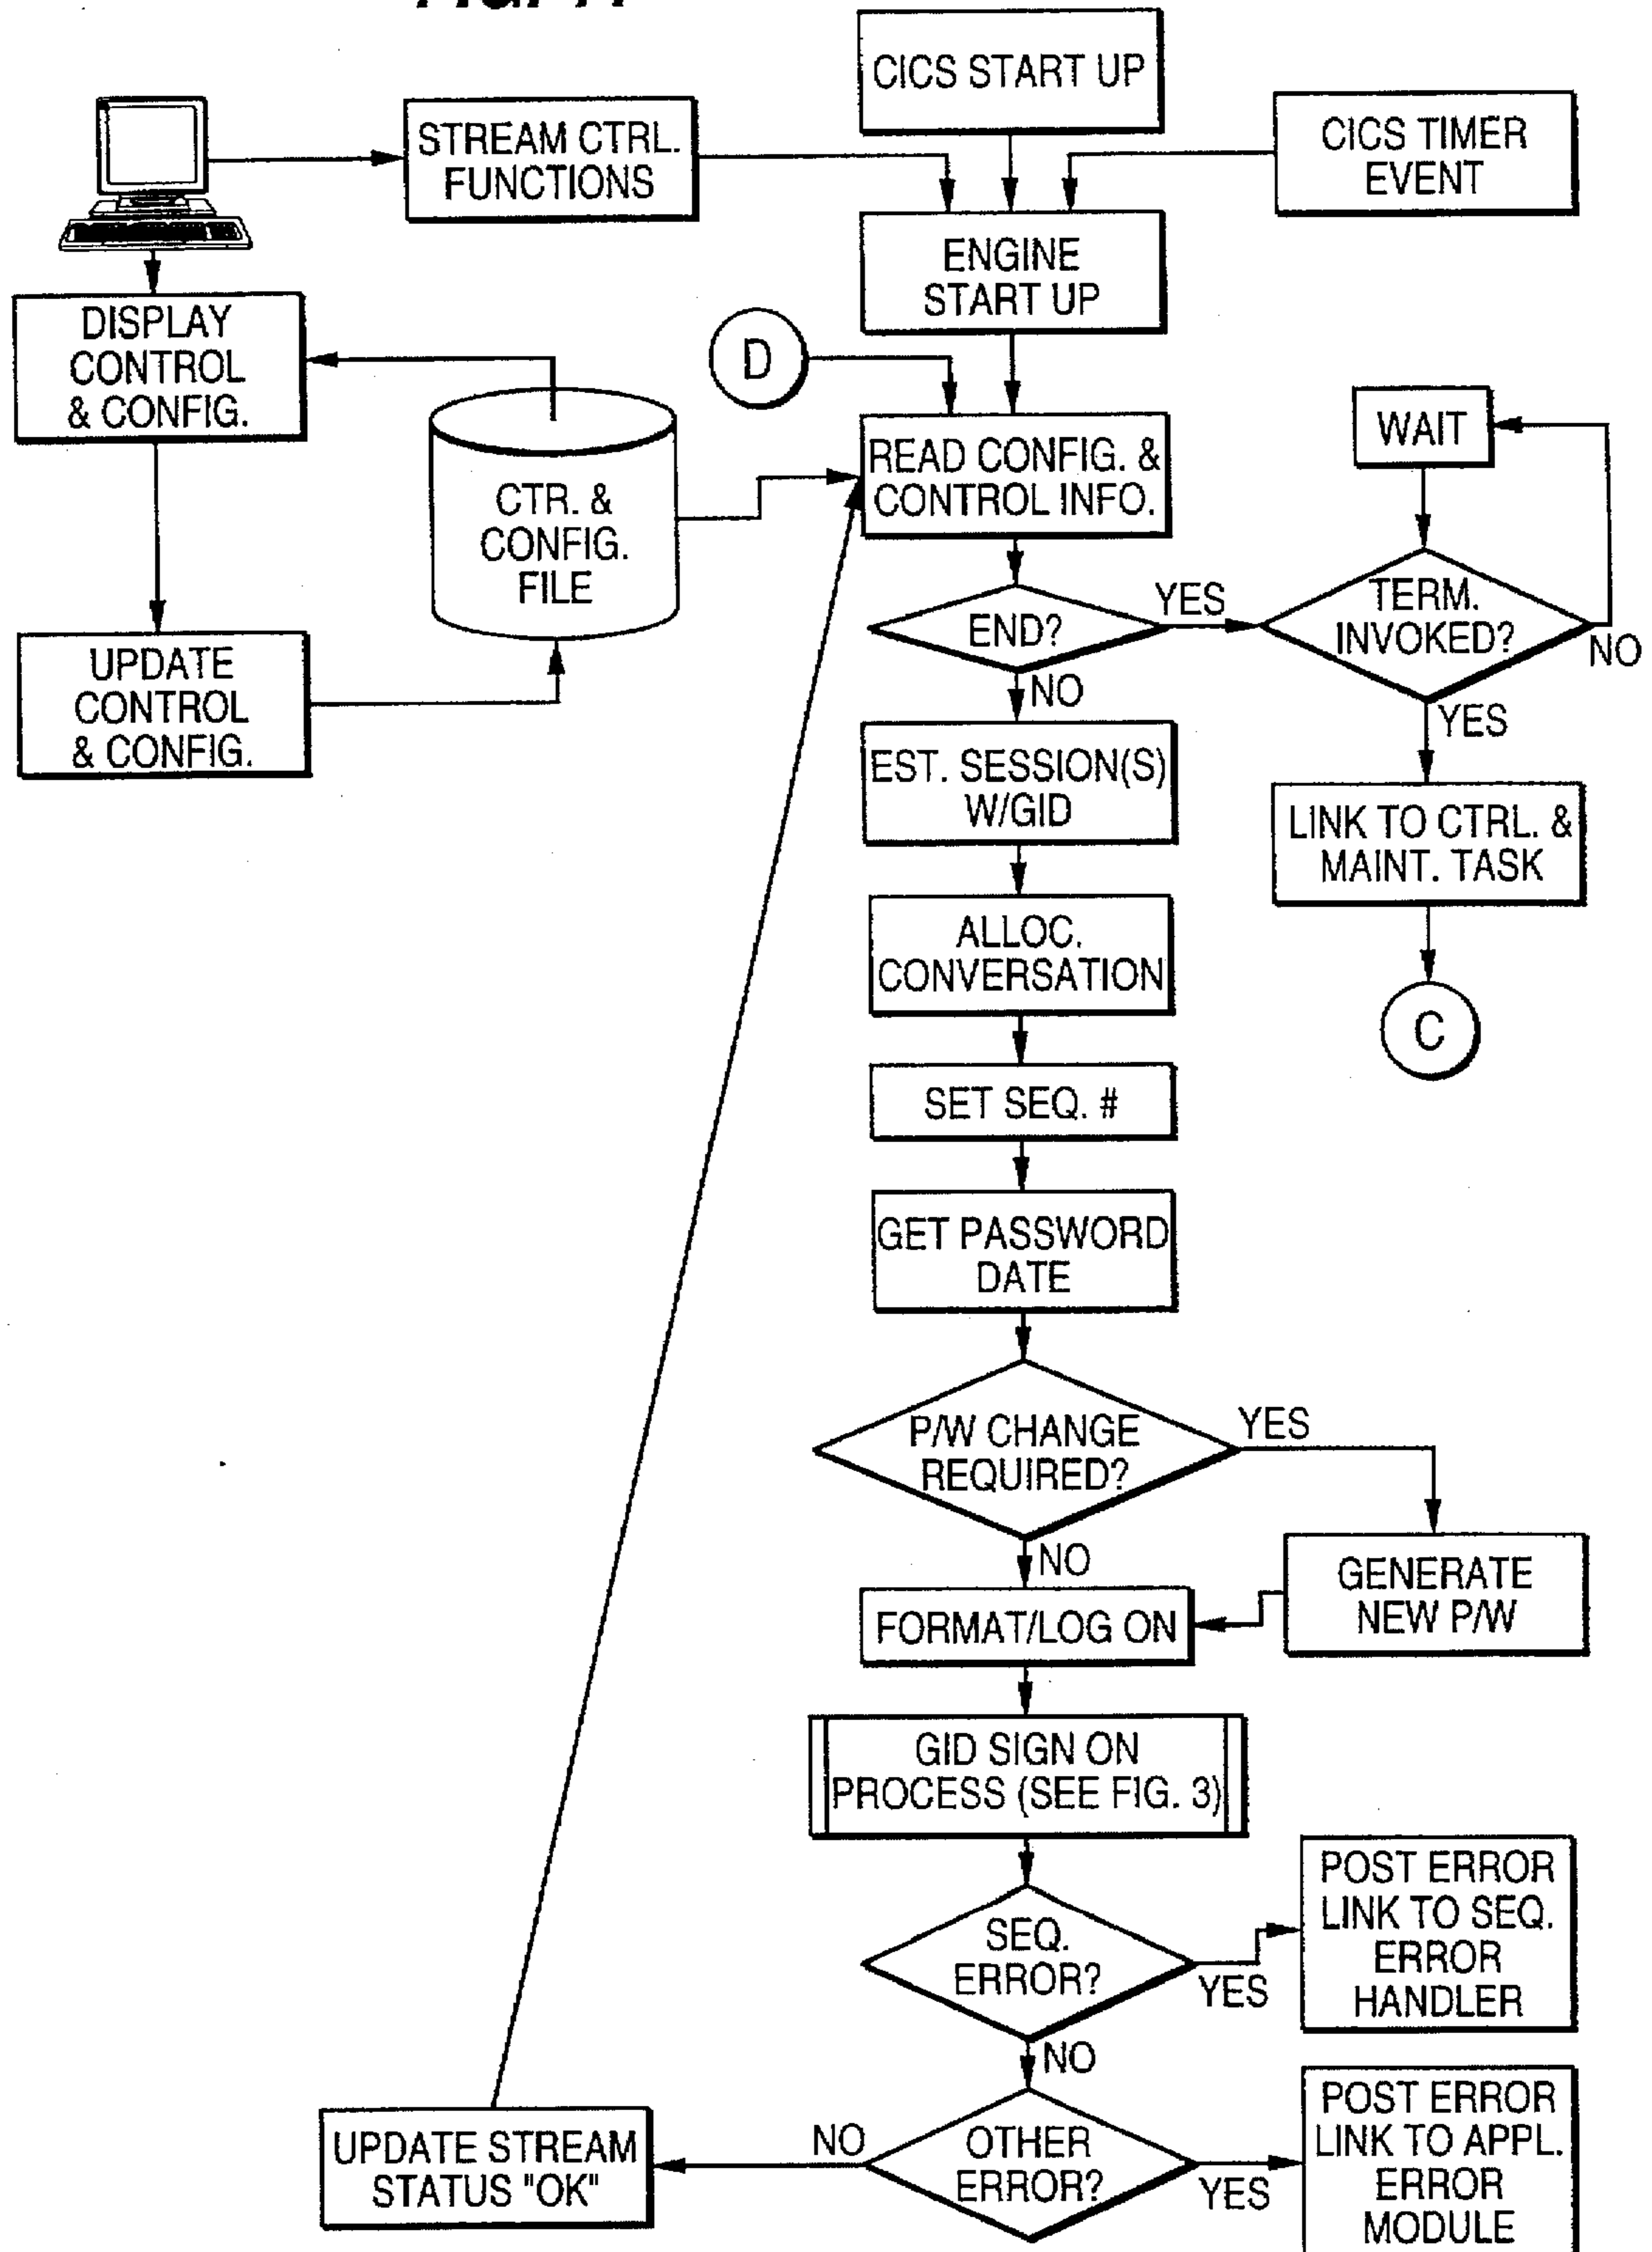 CICS START UP
STREAM CTRL.
FUNCTIONS
CICS TIMER
EVENT
ENGINE
START UP
DISPLAY
CONTROL
& CONFIG.
D
CTR. &
CONFIG.
FILE
READ CONFIG. &
CONTROL INFO.
WAIT
UPDATE
CONTROL
& CONFIG.
END?
YES
TERM.
INVOKED?
NO
NO
YES
EST. SESSION(S)
W/GID
LINK TO CTRL. &
MAINT. TASK
ALLOC.
CONVERSATION
C
SET SEQ. #
GET PASSWORD
DATE
P/W CHANGE
REQUIRED?
YES
NO
GENERATE
NEW P/W
FORMAT/LOG ON
GID SIGN ON
PROCESS (SEE FIG. 3)
SEQ.
ERROR?
YES
POST ERROR
LINK TO SEQ.
ERROR
HANDLER
NO
OTHER
ERROR?
NO
YES
UPDATE STREAM
STATUS "OK"
POST ERROR
LINK TO APPL.
ERROR
MODULE